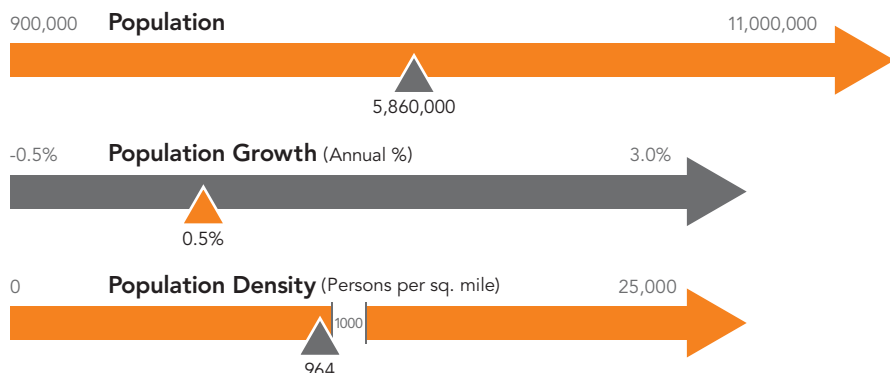 900,000 Population 11,000,000
5,860,000
-0.5% Population Growth (Annual %) 3.0%
0.5%
0 Population Density (Persons per sq. mile) 25,000
1000
964